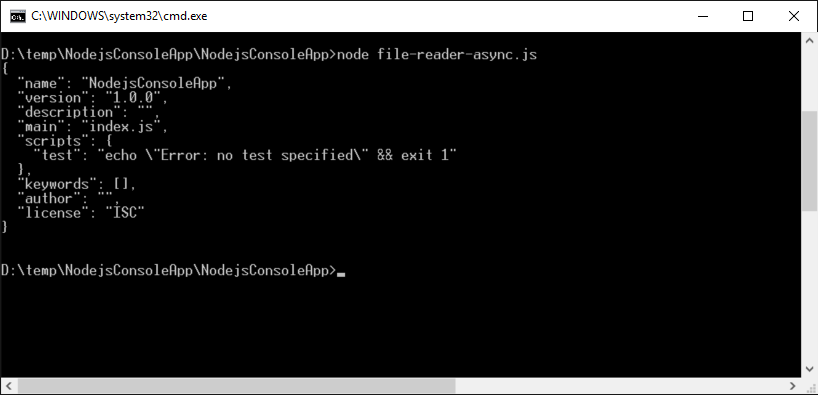 C:\WINDOWS\system32\cmd.exe
D:\temp\NodejsConsoleApp\NodejsConsoleApp>node file-reader-async.js
{
  "name": "NodejsConsoleApp",
  "version": "1.0.0",
  "description": "",
  "main": "index.js",
  "scripts": {
    "test": "echo \"Error: no test specified\" && exit 1"
  },
  "keywords": [],
  "author": "",
  "license": "ISC"
}
D:\temp\NodejsConsoleApp\NodejsConsoleApp>_